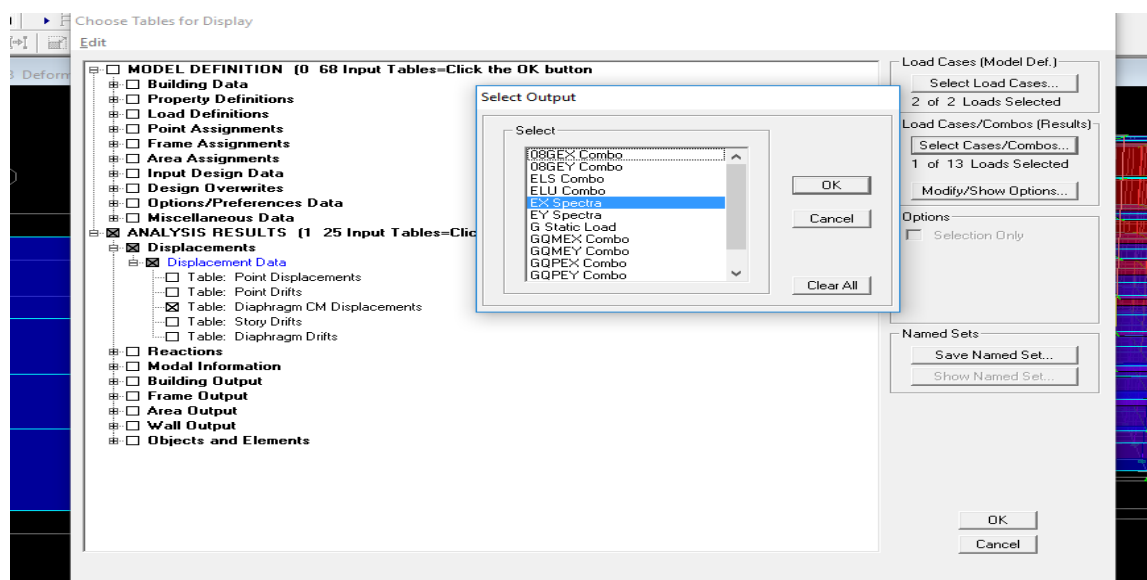 Choose Tables for Display
Edit
Deform
MODEL DEFINITION (0 68 Input Tables=Click the OK button
Building Data
Property Definitions
Load Definitions
Point Assignments
Frame Assignments
Area Assignments
Input Design Data
Design Overwrites
Options/Preferences Data
Miscellaneous Data
ANALYSIS RESULTS (1 25 Input Tables=Clic
Displacements
Displacement Data
Table: Point Displacements
Table: Point Drifts
Table: Diaphragm CM Displacements
Table: Story Drifts
Table: Diaphragm Drifts
Reactions
Modal Information
Building Output
Frame Output
Area Output
Wall Output
Objects and Elements
Select Output
Select
08GEX Combo
08GEY Combo
ELS Combo
ELU Combo
EX Spectra
EY Spectra
G Static Load
GQMEX Combo
GQMEY Combo
GQPEX Combo
GQPEY Combo
OK
Cancel
Clear All
Load Cases (Model Def.)
Select Load Cases...
2 of 2 Loads Selected
Load Cases/Combos (Results)
Select Cases/Combos...
1 of 13 Loads Selected
Modify/Show Options...
Options
Selection Only
Named Sets
Save Named Set...
Show Named Set...
OK
Cancel